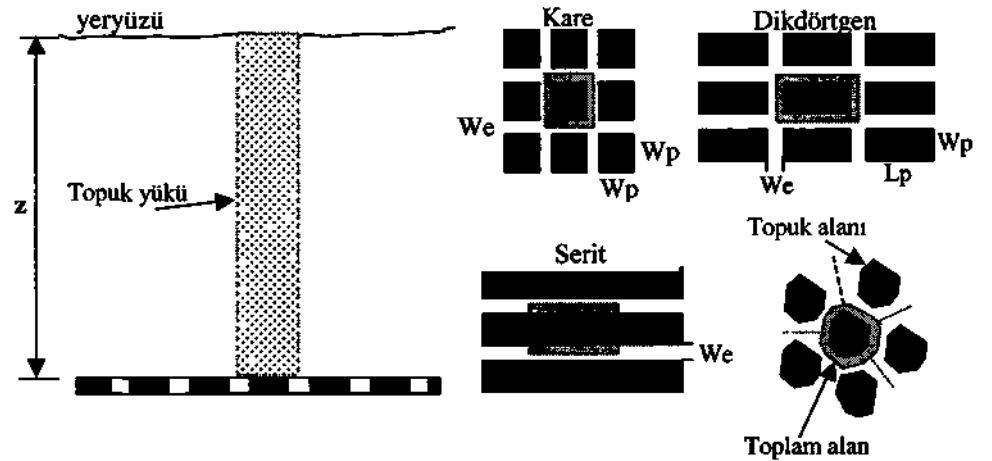 yeryüzü
z
Topuk yükü
Kare
We
Wp
Wp
Dikdörtgen
Wp
We
Lp
Serit
We
Topuk alanı
Toplam alan